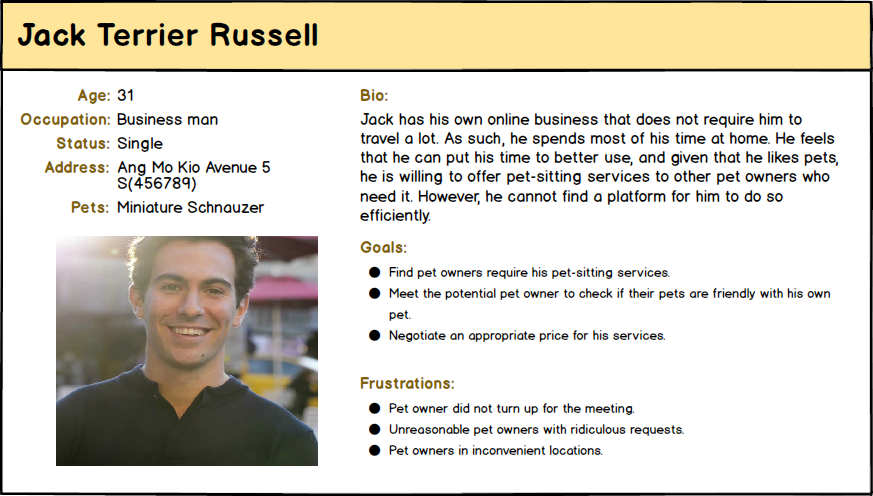 Jack Terrier Russell
Age: 31
Occupation: Business man
Status: Single
Address: Ang Mo Kio Avenue 5
S(456789)
Pets: Miniature Schnauzer
Bio:
Jack has his own online business that does not require him to
travel a lot. As such, he spends most of his time at home. He feels
that he can put his time to better use, and given that he likes pets,
he is willing to offer pet-sitting services to other pet owners who
need it. However, he cannot find a platform for him to do so
efficiently.
Goals:
● Find pet owners require his pet-sitting services.
● Meet the potential pet owner to check if their pets are friendly with his own
pet.
● Negotiate an appropriate price for his services.
Frustrations:
● Pet owner did not turn up for the meeting.
● Unreasonable pet owners with ridiculous requests.
● Pet owners in inconvenient locations.